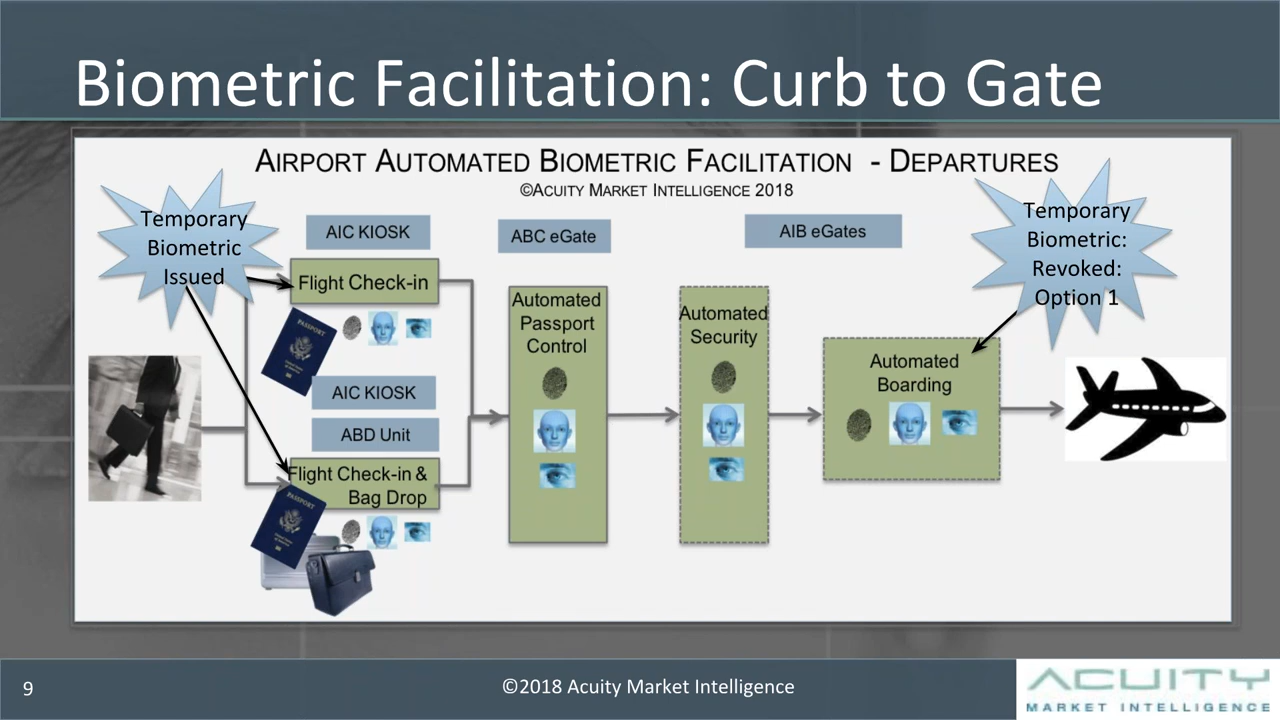 Biometric Facilitation: Curb to Gate
AIRPORT AUTOMATED BIOMETRIC FACILITATION - DEPARTURES
©ACUITY MARKET INTELLIGENCE 2018
Temporary
Biometric
Issued
AIC KIOSK
Flight Check-in
PASSPORT
AIC KIOSK
ABD Unit
Flight Check-in &
Bag Drop
PASSPORT
ABC eGate
Automated
Passport
Control
AIB eGates
Automated
Security
Automated
Boarding
Temporary
Biometric:
Revoked:
Option 1
9
©2018 Acuity Market Intelligence
ACUITY
MARKET INTELLIGENCE